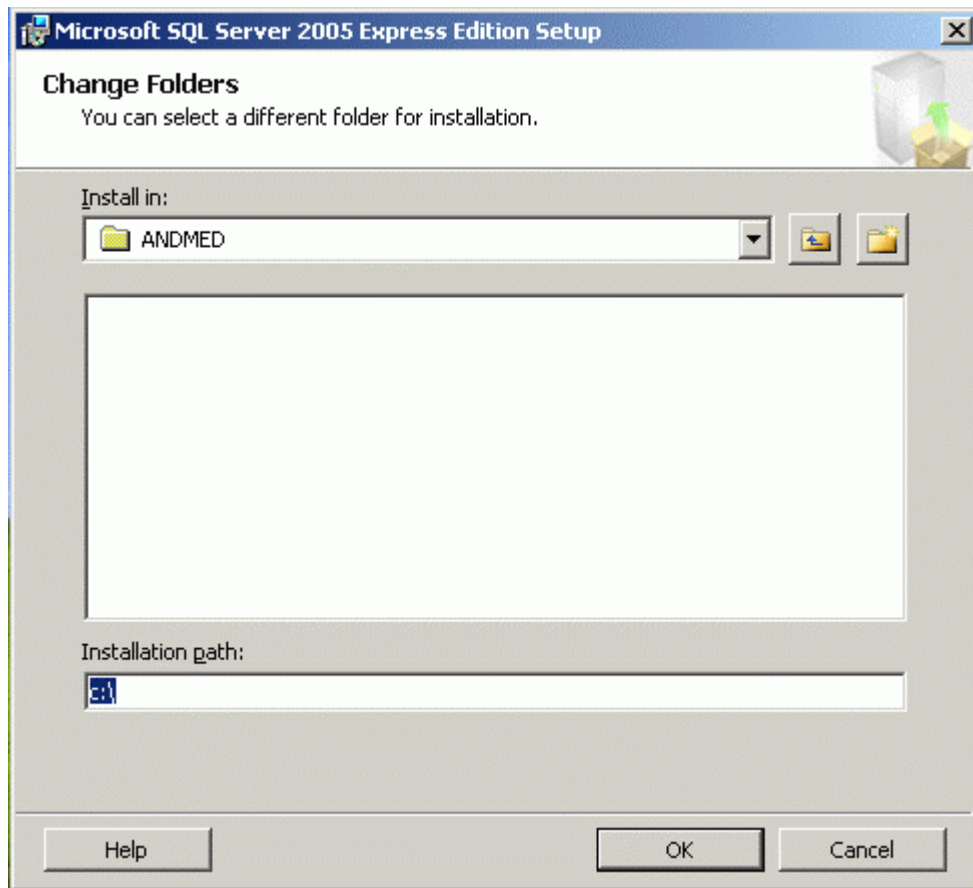 Microsoft SQL Server 2005 Express Edition Setup
Change Folders
You can select a different folder for installation.
Install in:
ANDMED
Installation path:
c:\
Help OK Cancel